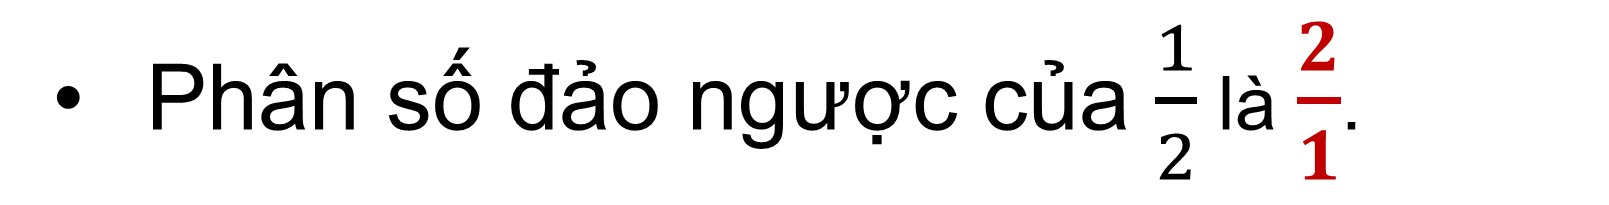 • Phân số đảo ngược của 1/2 là 2/1.